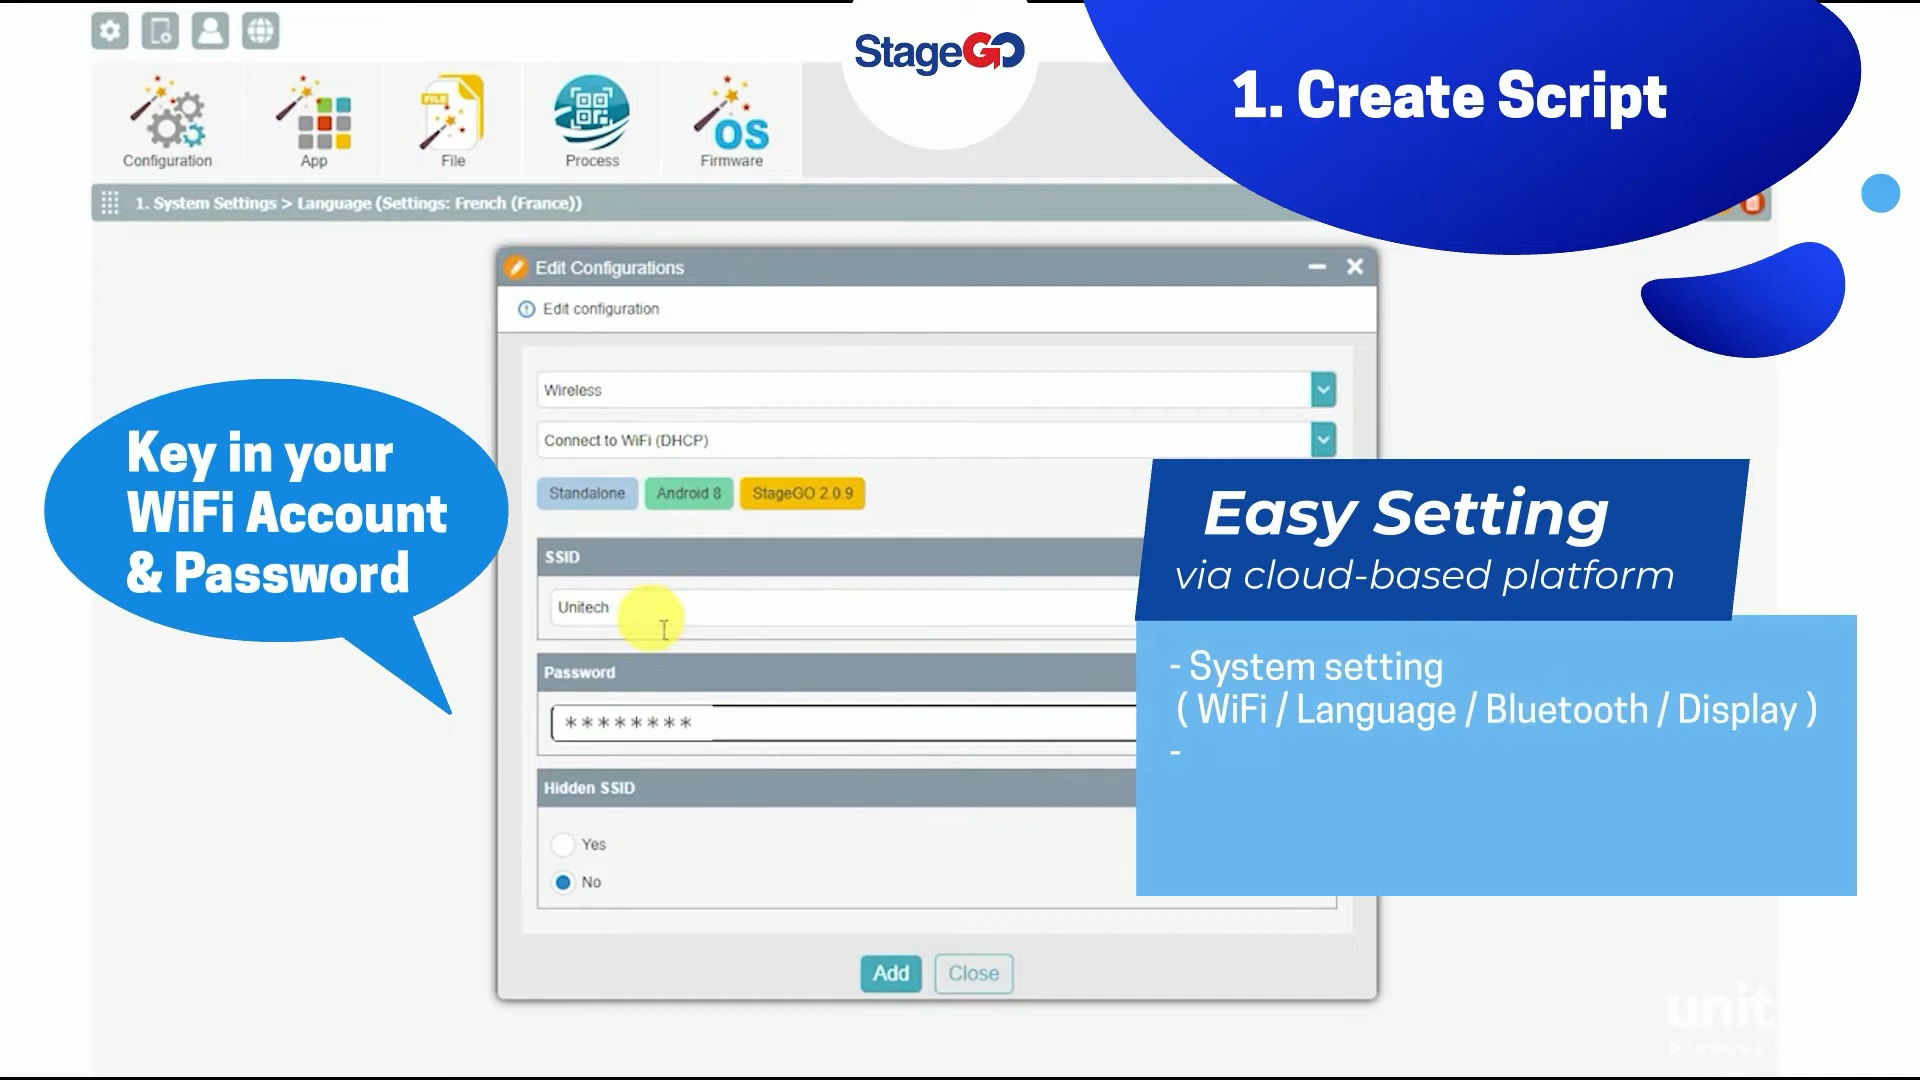 StageGO
1. Create Script
FILE
OS
Configuration
App
File
Process
Firmware
1. System Settings > Language (Settings: French (France))
Edit Configurations
Edit configuration
Wireless
Connect to WiFi (DHCP)
Standalone
Android 8
StageGO 2.0.9
Key in your
WiFi Account
& Password
SSID
Unitech
Password
********
Hidden SSID
Yes
No
Add
Close
Easy Setting
via cloud-based platform
- System setting
( WiFi / Language / Bluetooth / Display )
-
unit